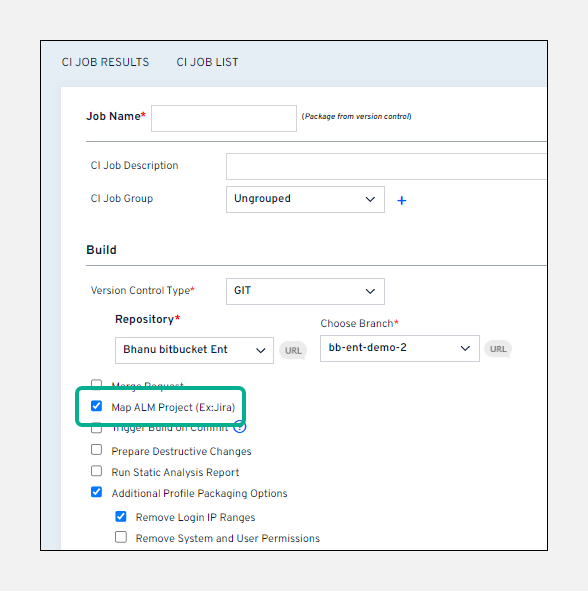 CI JOB RESULTS CI JOB LIST
Job Name* (Package from version control)
CI Job Description
CI Job Group Ungrouped +
Build
Version Control Type* GIT
Repository* Choose Branch*
Bhanu bitbucket Ent URL bb-ent-demo-2 URL
Merge Request
Map ALM Project (Ex:Jira)
Trigger Build on Commit ?
Prepare Destructive Changes
Run Static Analysis Report
Additional Profile Packaging Options
Remove Login IP Ranges
Remove System and User Permissions